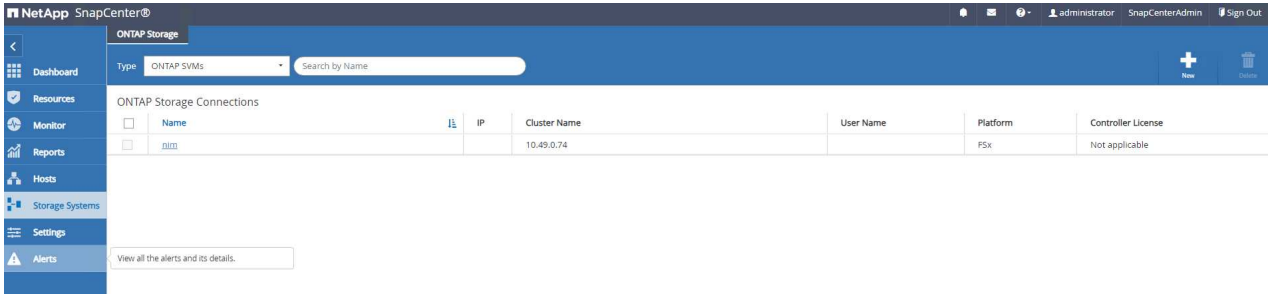 NetApp SnapCenter®
administrator SnapCenterAdmin Sign Out
ONTAP Storage
Type ONTAP SVMs Search by Name
New Delete
Dashboard
Resources
Monitor
Reports
Hosts
Storage Systems
Settings
Alerts
ONTAP Storage Connections
Name IP Cluster Name User Name Platform Controller License
nim 10.49.0.74 FSx Not applicable
View all the alerts and its details.